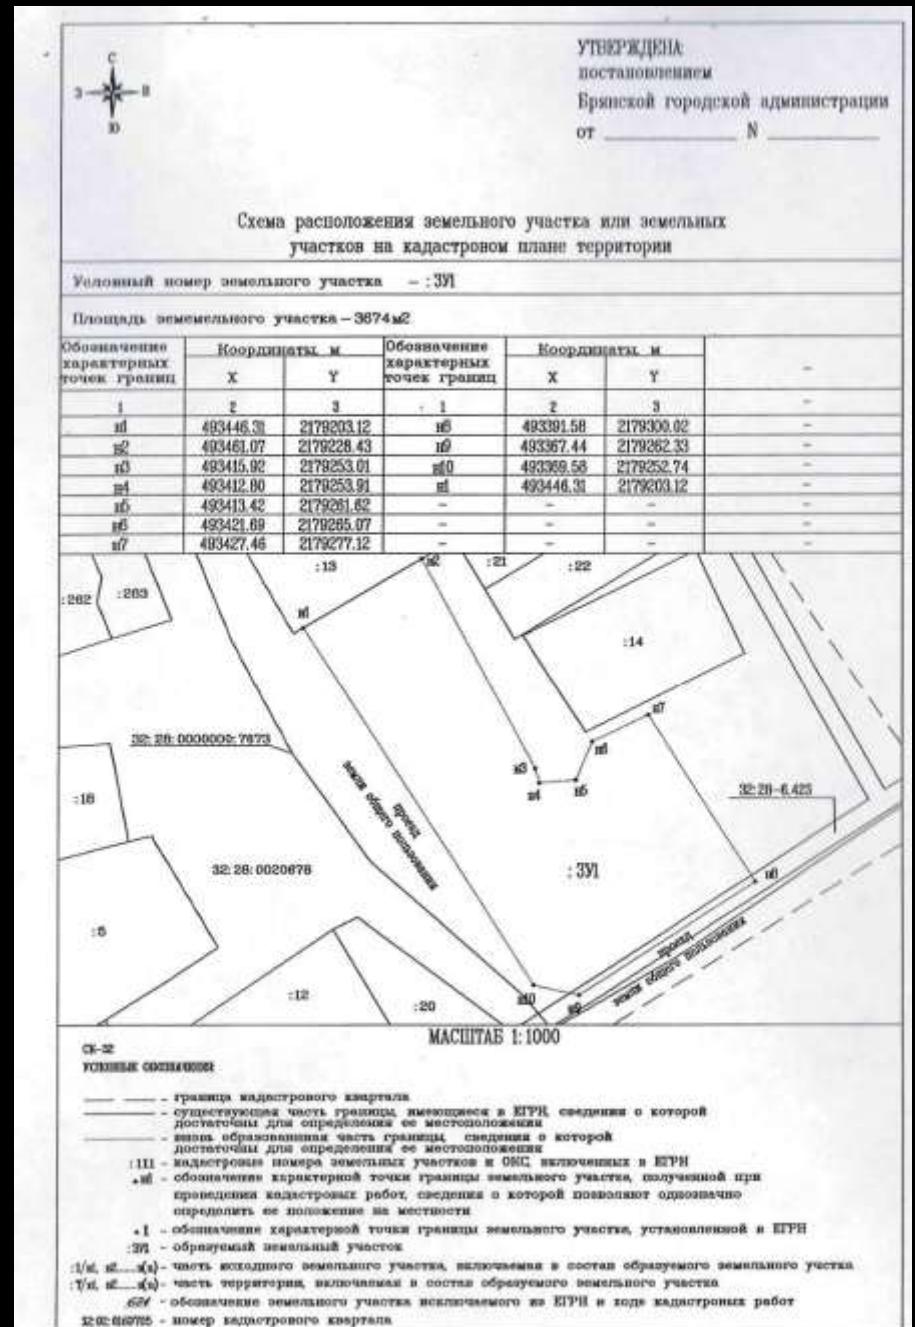 С
З В
Ю
УТВЕРЖДЕНА
постановлением
Брянской городской администрации
от ____________ N ____________
Схема расположения земельного участка или земельных
участков на кадастровом плане территории
Условный номер земельного участка - :ЗУ1
Площадь земемельного участка-3674м2
Обозначение характерных точек границ Координаты, м Обозначение характерных точек границ Координаты, м -
X Y X Y
1 2 3 1 2 3 -
н1 493446.31 2179203.12 н8 493391.58 2179300.02 -
н2 493461.07 2179228.43 н9 493367.44 2179262.33 -
н3 493415.92 2179253.01 н10 493369.58 2179252.74 -
н4 493412.80 2179253.91 н1 493446.31 2179203.12 -
н5 493413.42 2179261.62 - - - -
н6 493421.69 2179265.07 - - - -
н7 493427.46 2179277.12 - - - -
:262
:263
:13
н2
:21
:22
н1
:14
н7
н6
32:28:0000000:7673
н3
н4
н5
:18
проезд
земли общего пользования
32:28-6.423
32:28:0020678
:ЗУ1
н8
:5
проезд
земли общего пользования
:12
:20
н10
н9
МАСШТАБ 1:1000
СК-32
УСЛОВНЫЕ ОБОЗНАЧЕНИЯ:
- граница кадастрового квартала
- существующая часть границы, имеющиеся в ЕГРН, сведения о которой
достаточны для определения ее местоположения
- вновь образованная часть границы, сведения о которой
достаточны для определения ее местоположения
:111 - кадастровые номера земельных участков и ОКС, включенных в ЕГРН
•н1 - обозначение характерной точки границы земельного участка, полученной при
проведении кадастровых работ, сведения о которой позволяют однозначно
определить ее положение на местности
•1 - обозначение характерной точки границы земельного участка, установленной в ЕГРН
:ЗУ1 - образуемый земельный участок
:1/н1, н2.....н(n) - часть исходного земельного участка, включаемая в состав образуемого земельного участка
:Т/н1, н2.....н(n) - часть территории, включаемая в состав образуемого земельного участка
- обозначение земельного участка исключаемого из ЕГРН в ходе кадастровых работ
- номер кадастрового квартала